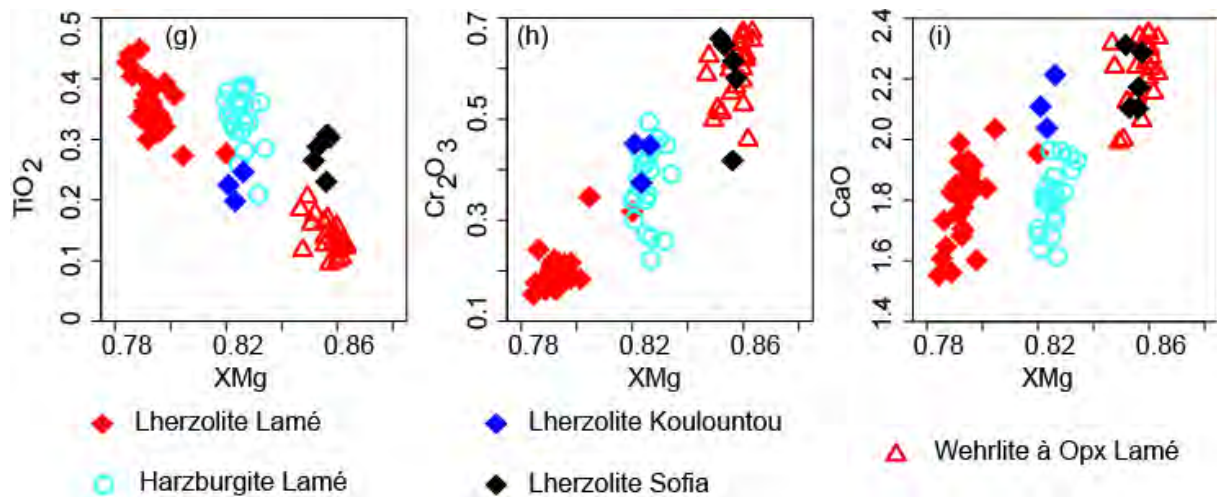 (g)
0.5
0.4
0.3
0.2
0.1
0
TiO2
0.78 0.82 0.86
XMg
(h)
0.7
0.5
0.3
0.1
Cr2O3
0.78 0.82 0.86
XMg
(i)
2.4
2.2
2.0
1.8
1.6
1.4
CaO
0.78 0.82 0.86
XMg
Lherzolite Lamé
Harzburgite Lamé
Lherzolite Koulountou
Lherzolite Sofia
Wehrlite à Opx Lamé